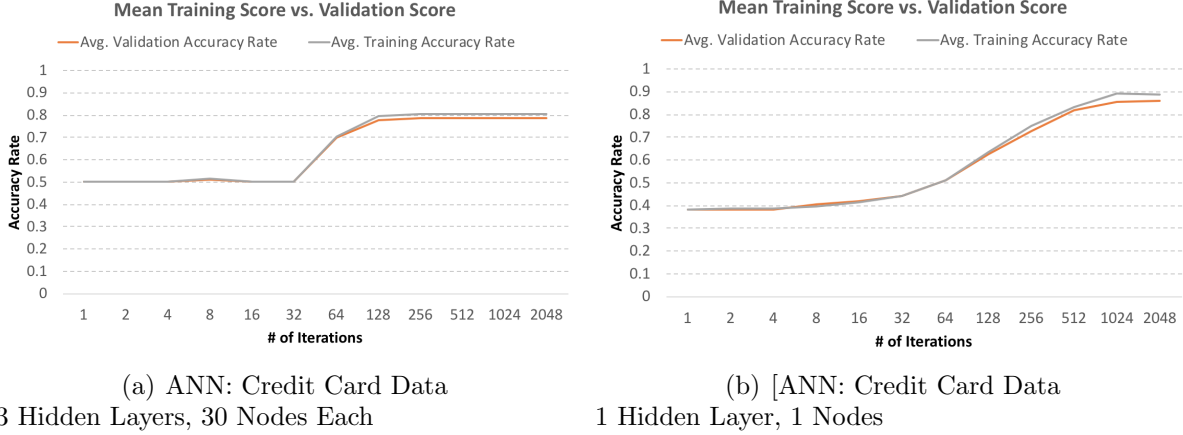 Mean Training Score vs. Validation Score
Avg. Validation Accuracy Rate Avg. Training Accuracy Rate
1
0.9
0.8
0.7
0.6
0.5
0.4
0.3
0.2
0.1
0
Accuracy Rate
1 2 4 8 16 32 64 128 256 512 1024 2048
# of Iterations
(a) ANN: Credit Card Data
3 Hidden Layers, 30 Nodes Each
Mean Training Score vs. Validation Score
Avg. Validation Accuracy Rate Avg. Training Accuracy Rate
1
0.9
0.8
0.7
0.6
0.5
0.4
0.3
0.2
0.1
0
Accuracy Rate
1 2 4 8 16 32 64 128 256 512 1024 2048
# of Iterations
(b) [ANN: Credit Card Data
1 Hidden Layer, 1 Nodes